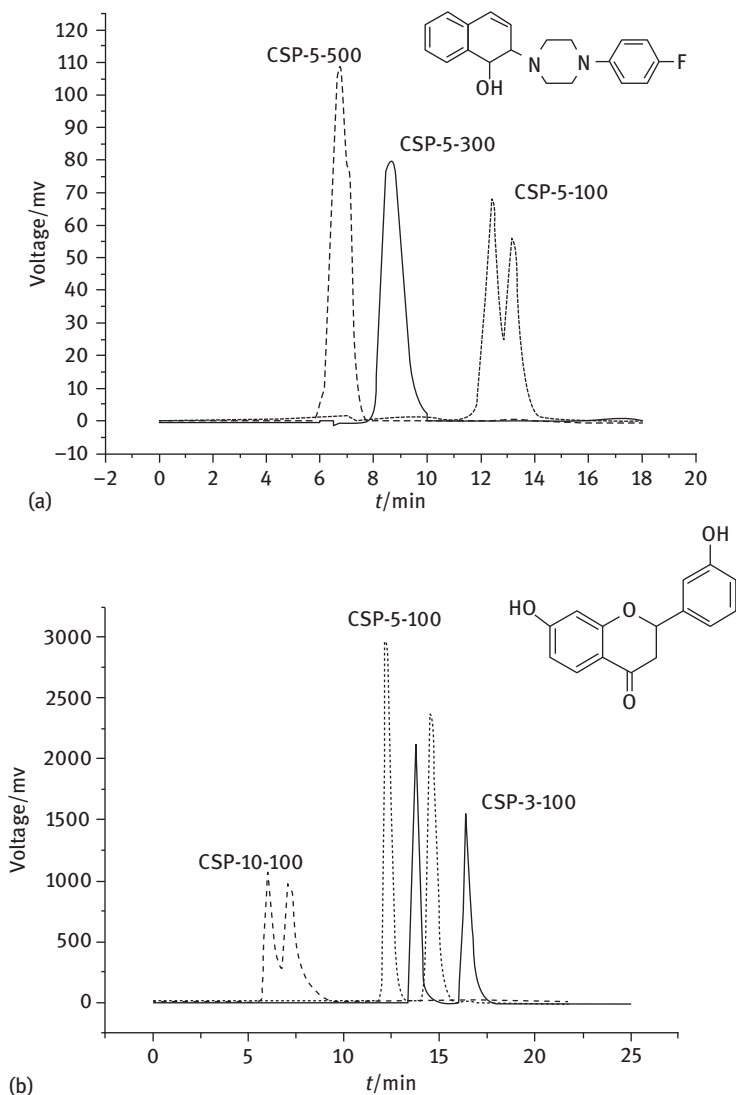 120
110
100
90
80
70
60
50
40
30
20
10
0
−10
Voltage/mv
CSP-5-500
CSP-5-300
CSP-5-100
OH
N
N
F
−2 0 2 4 6 8 10 12 14 16 18 20
t/min
(a)
3000
2500
2000
1500
1000
500
0
Voltage/mv
CSP-5-100
CSP-10-100
CSP-3-100
OH
HO
O
O
0 5 10 15 20 25
t/min
(b)